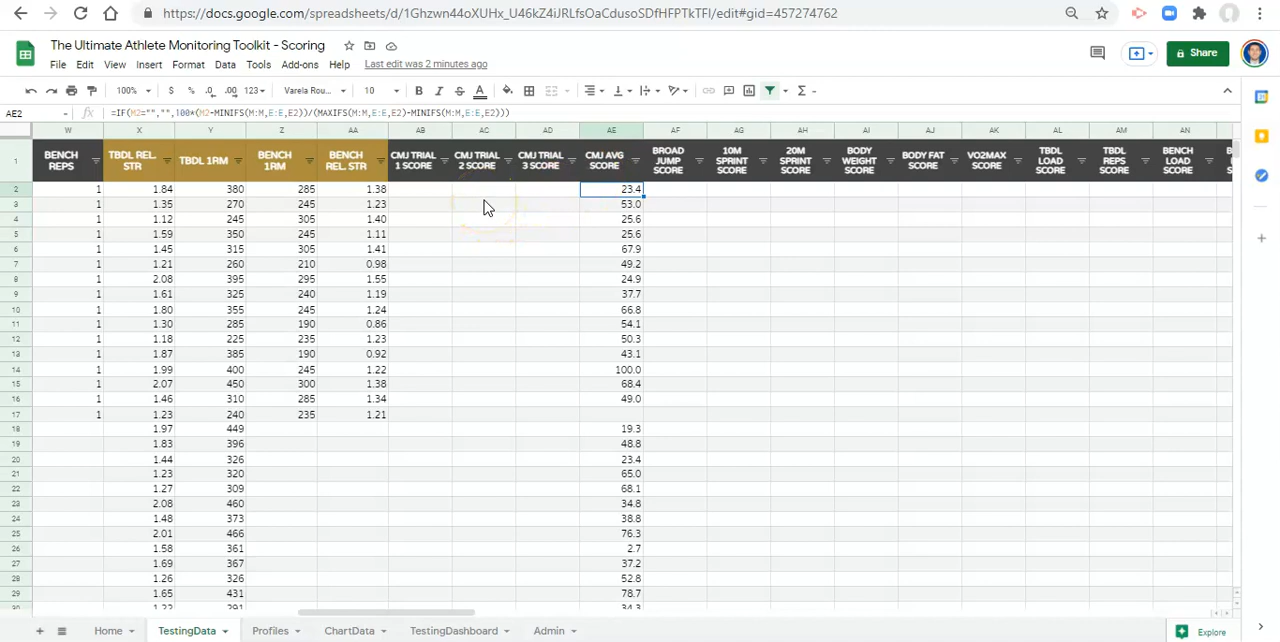 https://docs.google.com/spreadsheets/d/1Ghzwn44oXUHx_U46kZ4iJRLfsOaCdusoSDfHFPTkTFI/edit#gid=457274762
The Ultimate Athlete Monitoring Toolkit - Scoring
File Edit View Insert Format Data Tools Add-ons Help Last edit was 2 minutes ago
Share
100% $ % .0 .00 123 Varela Rou... 10 B I S A
AE2 fx =IF(M2="","",100*(M2-MINIFS(M:M,E:E,E2))/(MAXIFS(M:M,E:E,E2)-MINIFS(M:M,E:E,E2)))
W X Y Z AA AB AC AD AE AF AG AH AI AJ AK AL AM AN
1 BENCH REPS TBDL REL. STR TBDL 1RM BENCH 1RM BENCH REL. STR CMJ TRIAL 1 SCORE CMJ TRIAL 2 SCORE CMJ TRIAL 3 SCORE CMJ AVG SCORE BROAD JUMP SCORE 10M SPRINT SCORE 20M SPRINT SCORE BODY WEIGHT SCORE BODY FAT SCORE VO2MAX SCORE TBDL LOAD SCORE TBDL REPS SCORE BENCH LOAD SCORE
2 1 1.84 380 285 1.38 23.4
3 1 1.35 270 245 1.23 53.0
4 1 1.12 245 305 1.40 25.6
5 1 1.59 350 245 1.11 25.6
6 1 1.45 315 305 1.41 67.9
7 1 1.21 260 210 0.98 49.2
8 1 2.08 395 295 1.55 24.9
9 1 1.61 325 240 1.19 37.7
10 1 1.80 355 245 1.24 66.8
11 1 1.30 285 190 0.86 54.1
12 1 1.18 225 235 1.23 50.3
13 1 1.87 385 190 0.92 43.1
14 1 1.99 400 245 1.22 100.0
15 1 2.07 450 300 1.38 68.4
16 1 1.46 310 285 1.34 49.0
17 1 1.23 240 235 1.21
18 1.97 449 19.3
19 1.83 396 48.8
20 1.44 326 23.4
21 1.23 320 65.0
22 1.27 309 68.1
23 2.08 460 34.8
24 1.48 373 38.8
25 2.01 466 76.3
26 1.58 361 2.7
27 1.69 367 37.2
28 1.26 326 52.8
29 1.65 431 78.7
30 1.22 291 34.3
Home TestingData Profiles ChartData TestingDashboard Admin Explore